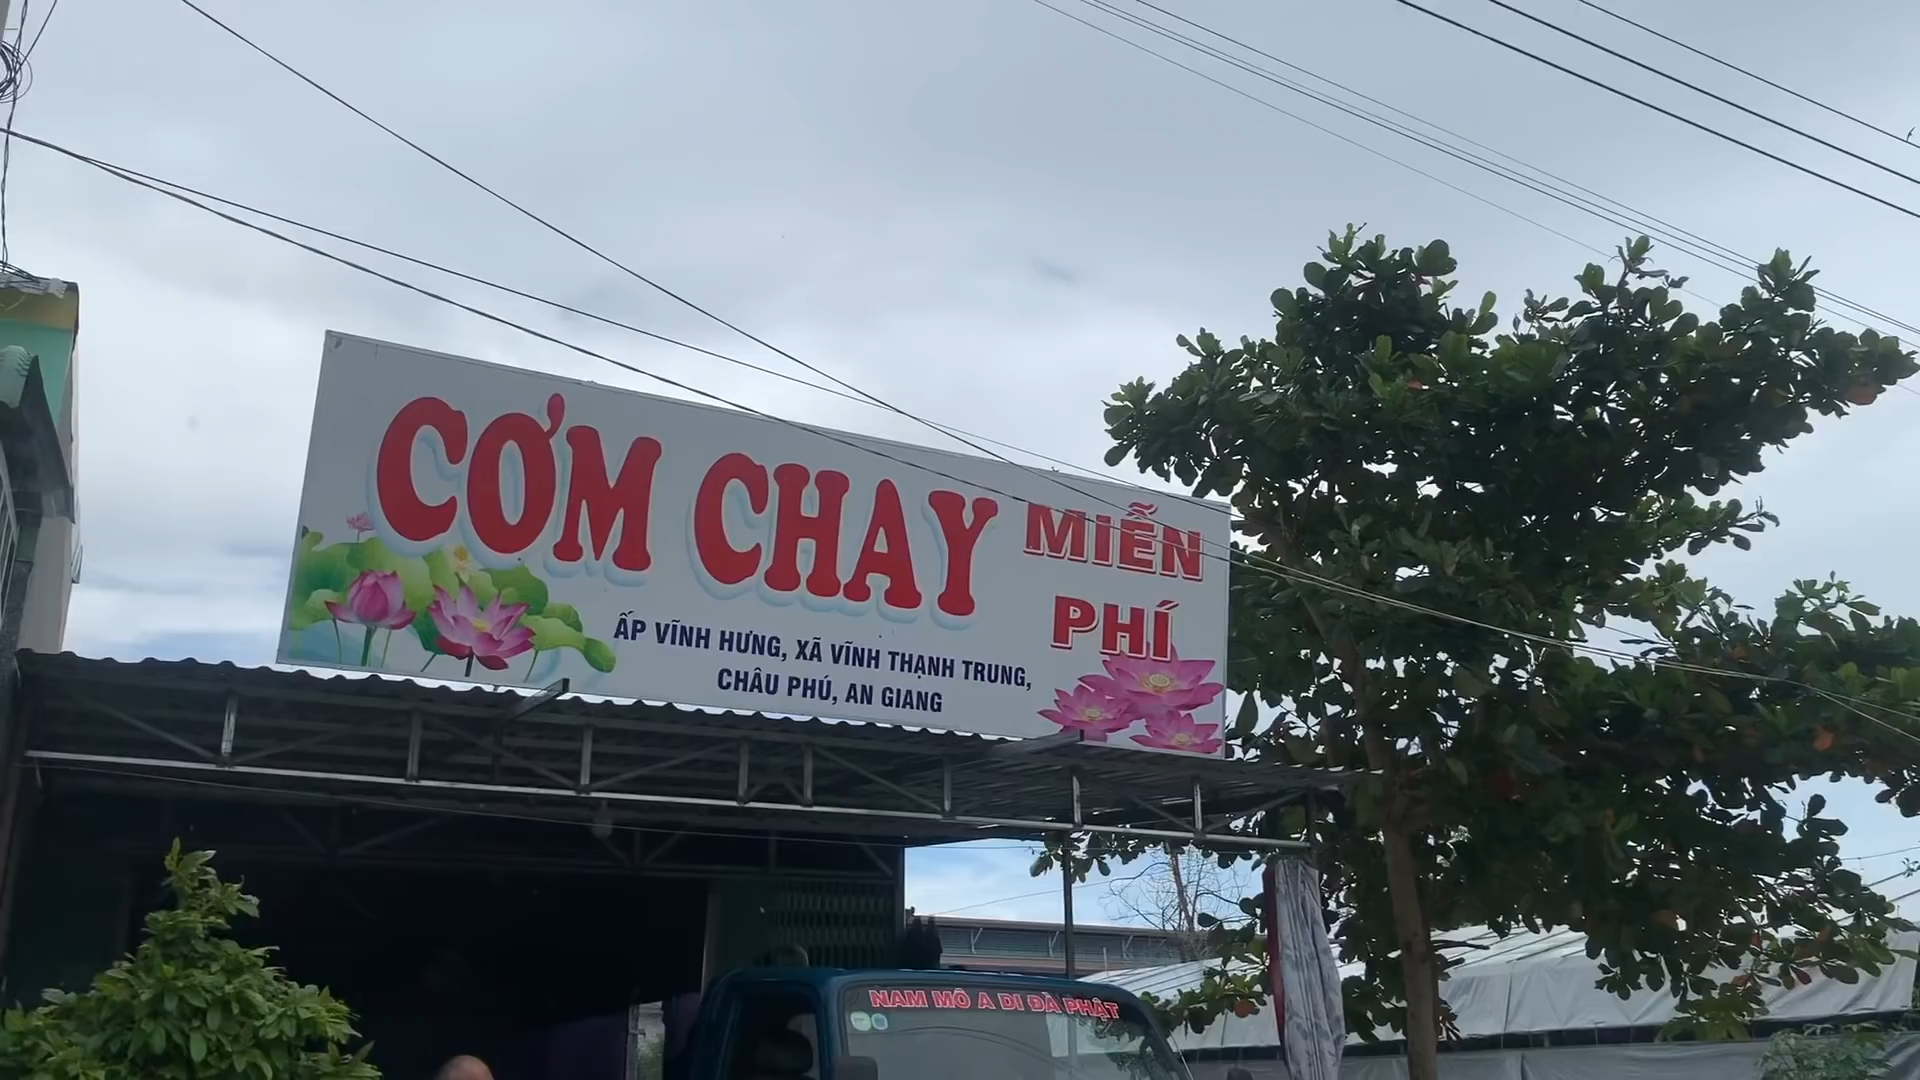 CƠM CHAY
MIỄN
PHÍ
ẤP VĨNH HƯNG, XÃ VĨNH THẠNH TRUNG,
CHÂU PHÚ, AN GIANG
NAM MÔ A DI ĐÀ PHẬT